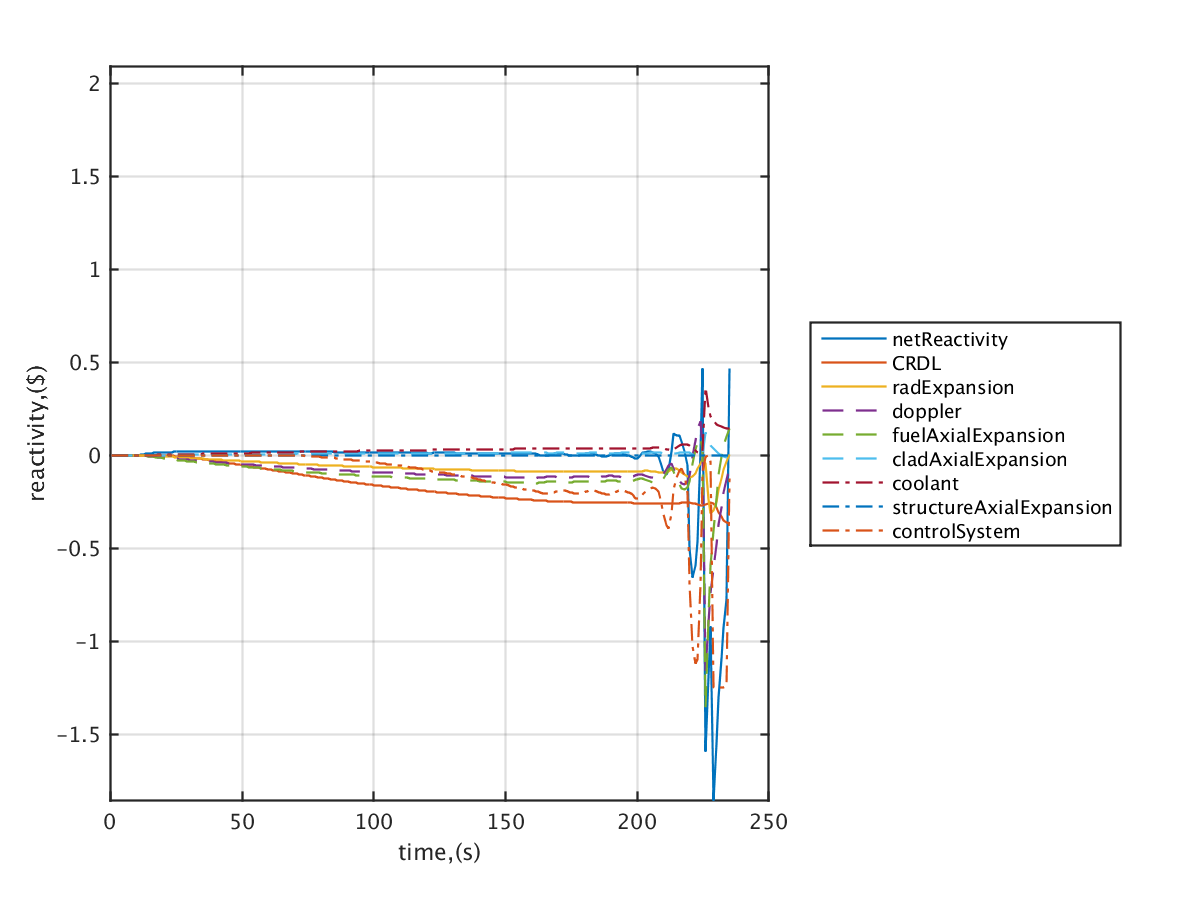 2
1.5
1
0.5
0
−0.5
−1
−1.5
reactivity,($)
0 50 100 150 200 250
time,(s)
netReactivity
CRDL
radExpansion
doppler
fuelAxialExpansion
cladAxialExpansion
coolant
structureAxialExpansion
controlSystem